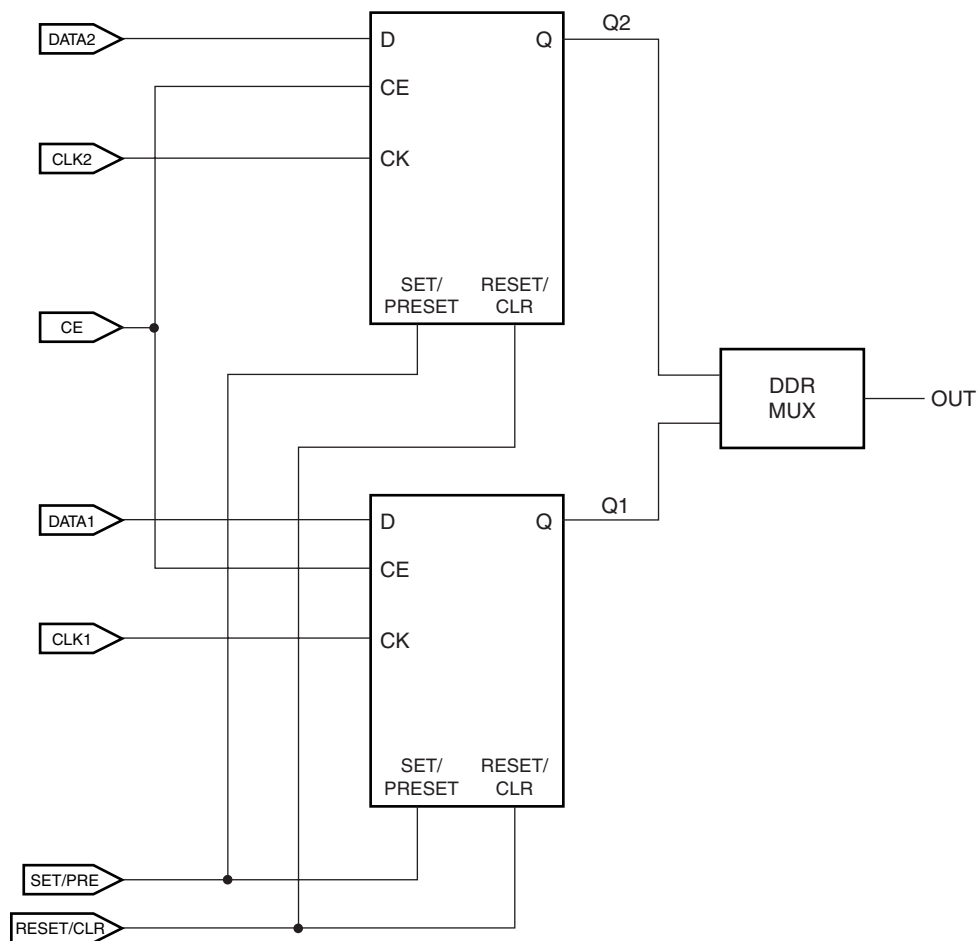 Q2
DATA2
D
Q
CE
CLK2
CK
SET/
PRESET
RESET/
CLR
CE
DDR
MUX
OUT
DATA1
D
Q
Q1
CE
CLK1
CK
SET/
PRESET
RESET/
CLR
SET/PRE
RESET/CLR